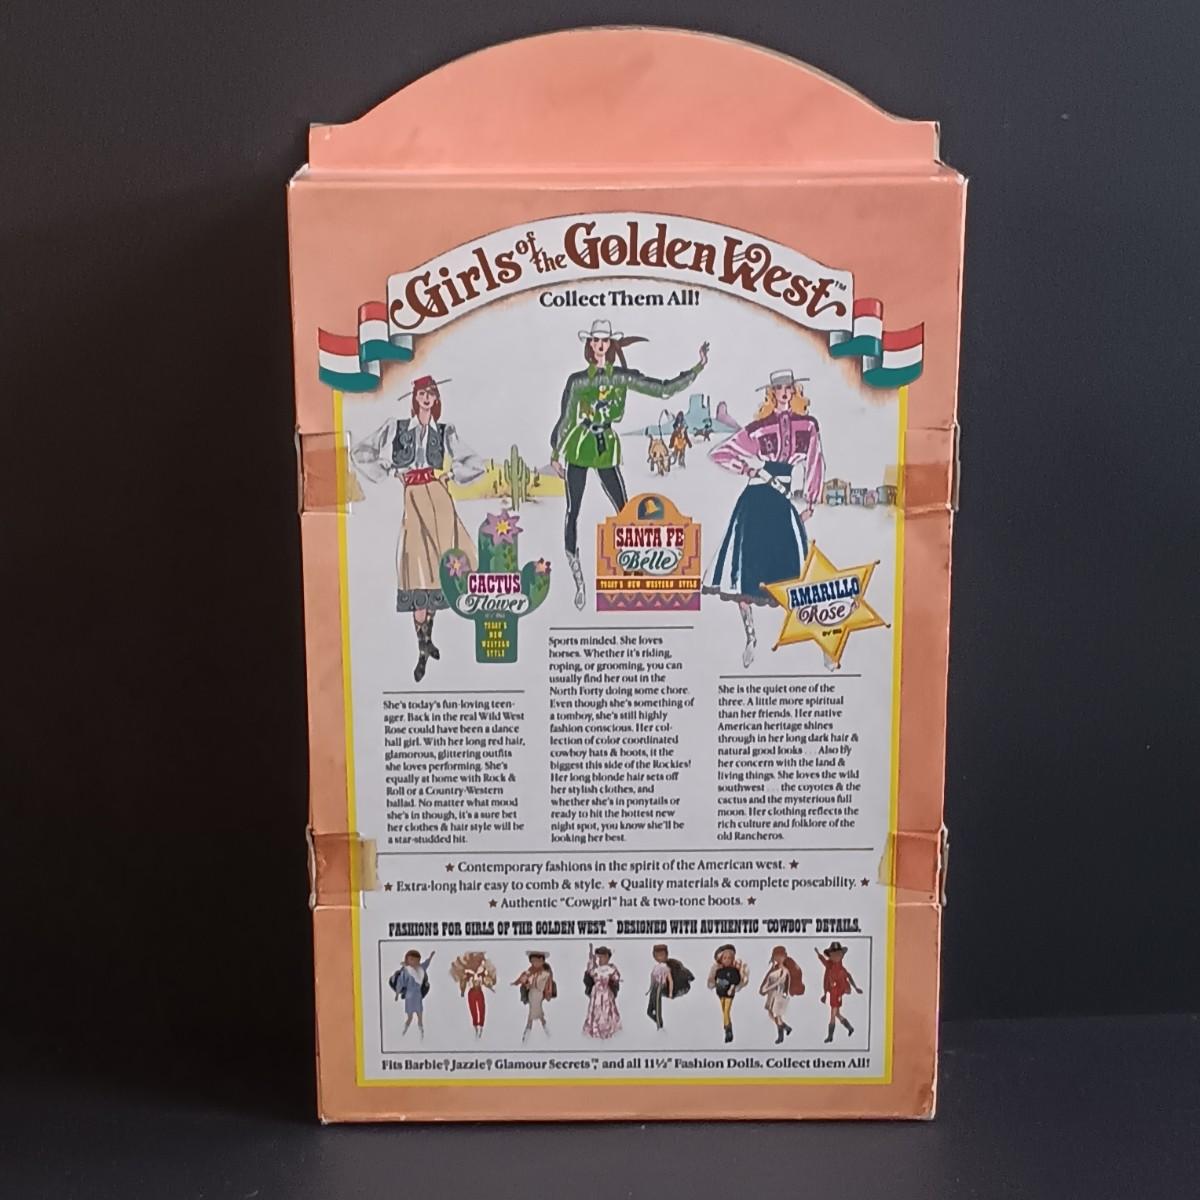 Girls of the Golden West™
Collect Them All!
CACTUS
Flower
TODAY'S
NEW
WESTERN
STYLE
SANTA FE
Belle
TODAY'S NEW WESTERN STYLE
AMARILLO
Rose
She's today's fun-loving teen-
ager. Back in the real Wild West
Rose could have been a dance
hall girl. With her long red hair,
glamorous, glittering outfits
she loves performing. She's
equally at home with Rock &
Roll or a Country-Western
ballad. No matter what mood
she's in though, it's a sure bet
her clothes & hair style will be
a star-studded hit.
Sports minded. She loves
horses. Whether it's riding,
roping, or grooming, you can
usually find her out in the
North Forty doing some chore.
Even though she's something of
a tomboy, she's still highly
fashion conscious. Her col-
lection of color coordinated
cowboy hats & boots, it the
biggest this side of the Rockies!
Her long blonde hair sets off
her stylish clothes, and
whether she's in ponytails or
ready to hit the hottest new
night spot, you know she'll be
looking her best.
She is the quiet one of the
three. A little more spiritual
than her friends. Her native
American heritage shines
through in her long dark hair &
natural good looks . . . Also by
her concern with the land &
living things. She loves the wild
southwest . . . the coyotes & the
cactus and the mysterious full
moon. Her clothing reflects the
rich culture and folklore of the
old Rancheros.
★ Contemporary fashions in the spirit of the American west. ★
★ Extra-long hair easy to comb & style. ★ Quality materials & complete poseability. ★
★ Authentic "Cowgirl" hat & two-tone boots. ★
FASHIONS FOR GIRLS OF THE GOLDEN WEST.™ DESIGNED WITH AUTHENTIC "COWBOY" DETAILS.
Fits Barbie®, Jazzie®, Glamour Secrets™, and all 11½" Fashion Dolls. Collect them All!